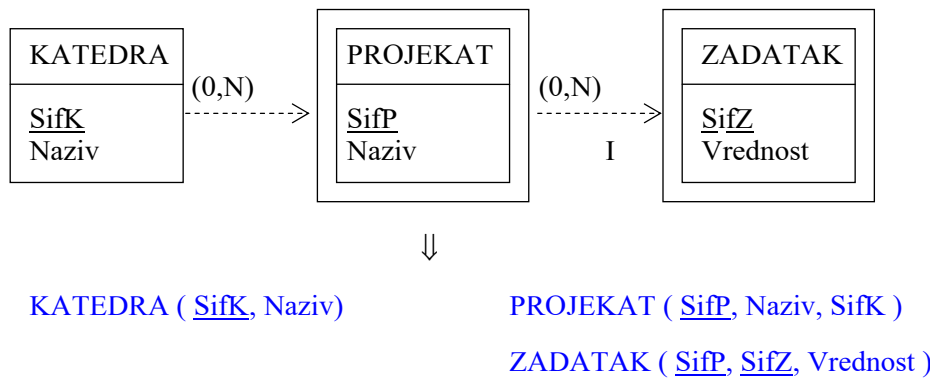 KATEDRA
SifK
Naziv
(0,N)
PROJEKAT
SifP
Naziv
(0,N)
I
ZADATAK
SifZ
Vrednost
⇓
KATEDRA ( SifK, Naziv)
PROJEKAT ( SifP, Naziv, SifK )
ZADATAK ( SifP, SifZ, Vrednost )